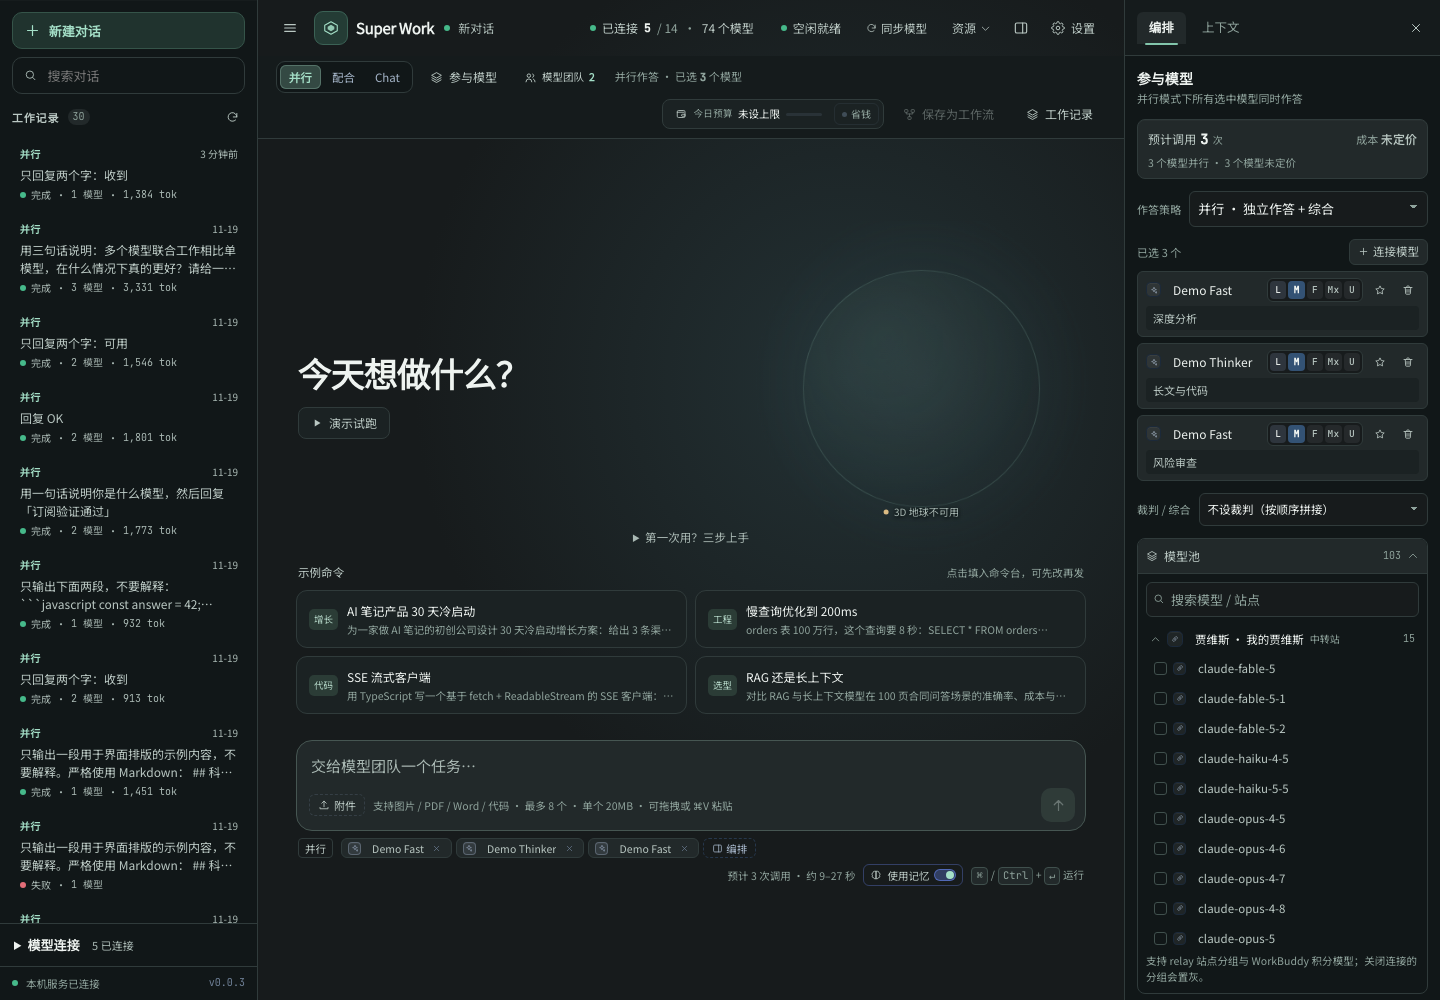 新建对话
搜索对话
工作记录 30
并行 3 分钟前
只回复两个字：收到
完成 · 1 模型 · 1,384 tok
并行 11-19
用三句话说明：多个模型联合工作相比单
模型，在什么情况下真的更好？请给一…
完成 · 3 模型 · 3,331 tok
并行 11-19
只回复两个字：可用
完成 · 2 模型 · 1,546 tok
并行 11-19
回复 OK
完成 · 2 模型 · 1,801 tok
并行 11-19
用一句话说明你是什么模型，然后回复
「订阅验证通过」
完成 · 2 模型 · 1,773 tok
并行 11-19
只输出下面两段，不要解释：
```javascript const answer = 42;…
完成 · 1 模型 · 932 tok
并行 11-19
只回复两个字：收到
完成 · 2 模型 · 913 tok
并行 11-19
只输出一段用于界面排版的示例内容，不
要解释。严格使用 Markdown： ## 科…
完成 · 1 模型 · 1,451 tok
并行 11-19
只输出一段用于界面排版的示例内容，不
要解释。严格使用 Markdown： ## 科…
失败 · 1 模型
并行 11-19
模型连接 5 已连接
本机服务已连接 v0.0.3
Super Work 新对话 已连接 5 / 14 · 74 个模型 空闲就绪 同步模型 资源 设置
并行 配合 Chat 参与模型 模型团队 2 并行作答 · 已选 3 个模型
今日预算 未设上限 省钱 保存为工作流 工作记录
今天想做什么？
演示试跑
3D 地球不可用
第一次用？三步上手
示例命令 点击填入命令台，可先改再发
增长 AI 笔记产品 30 天冷启动
为一家做 AI 笔记的初创公司设计 30 天冷启动增长方案：给出 3 条渠…
工程 慢查询优化到 200ms
orders 表 100 万行，这个查询要 8 秒：SELECT * FROM orders…
代码 SSE 流式客户端
用 TypeScript 写一个基于 fetch + ReadableStream 的 SSE 客户端：…
选型 RAG 还是长上下文
对比 RAG 与长上下文模型在 100 页合同问答场景的准确率、成本与…
交给模型团队一个任务…
附件 支持图片 / PDF / Word / 代码 · 最多 8 个 · 单个 20MB · 可拖拽或 ⌘V 粘贴
并行 Demo Fast × Demo Thinker × Demo Fast × 编排
预计 3 次调用 · 约 9–27 秒 使用记忆 ⌘ / Ctrl + ↵ 运行
编排 上下文
参与模型
并行模式下所有选中模型同时作答
预计调用 3 次 成本 未定价
3 个模型并行 · 3 个模型未定价
作答策略 并行 · 独立作答 + 综合
已选 3 个 + 连接模型
Demo Fast L M F Mx U
深度分析
Demo Thinker L M F Mx U
长文与代码
Demo Fast L M F Mx U
风险审查
裁判 / 综合 不设裁判（按顺序拼接）
模型池 103
搜索模型 / 站点
贾维斯 · 我的贾维斯 中转站 15
claude-fable-5
claude-fable-5-1
claude-fable-5-2
claude-haiku-4-5
claude-haiku-5-5
claude-opus-4-5
claude-opus-4-6
claude-opus-4-7
claude-opus-4-8
claude-opus-5
支持 relay 站点分组与 WorkBuddy 积分模型；关闭连接的
分组会置灰。